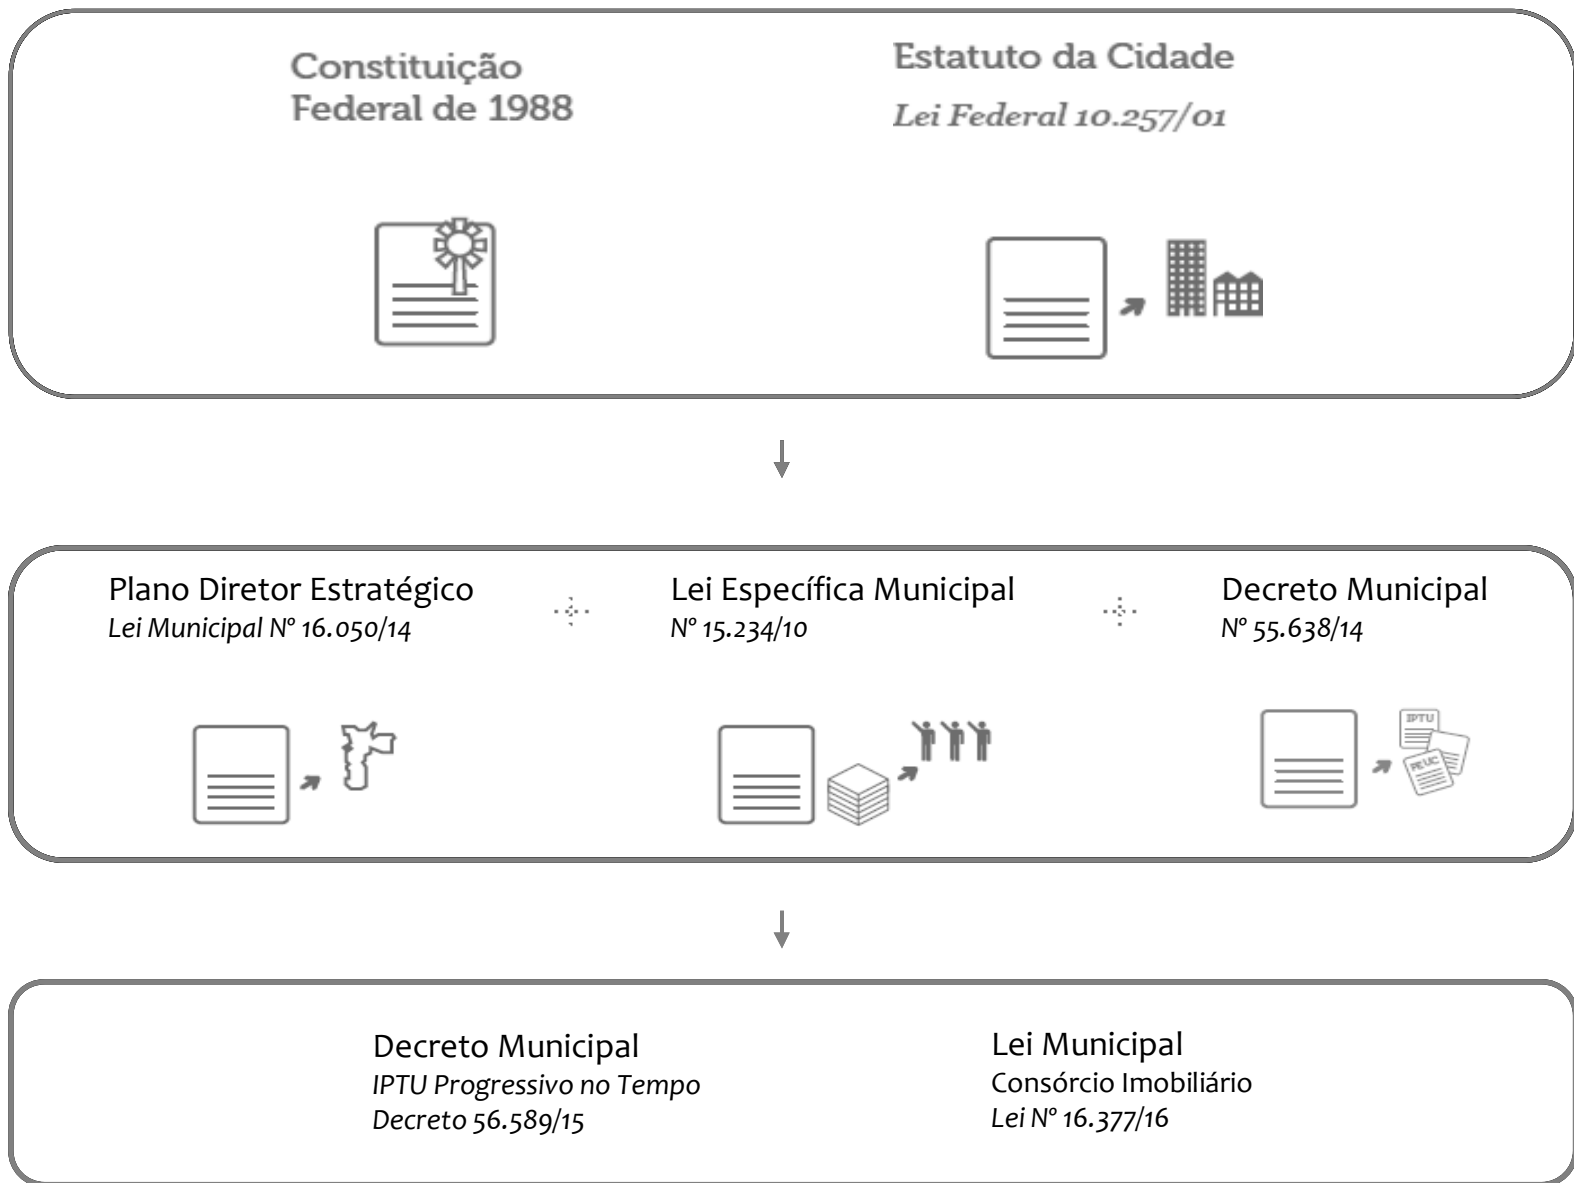 Constituição
Federal de 1988
Estatuto da Cidade
Lei Federal 10.257/01
Plano Diretor Estratégico
Lei Municipal Nº 16.050/14
Lei Específica Municipal
Nº 15.234/10
Decreto Municipal
Nº 55.638/14
IPTU
PEUC
Decreto Municipal
IPTU Progressivo no Tempo
Decreto 56.589/15
Lei Municipal
Consórcio Imobiliário
Lei Nº 16.377/16